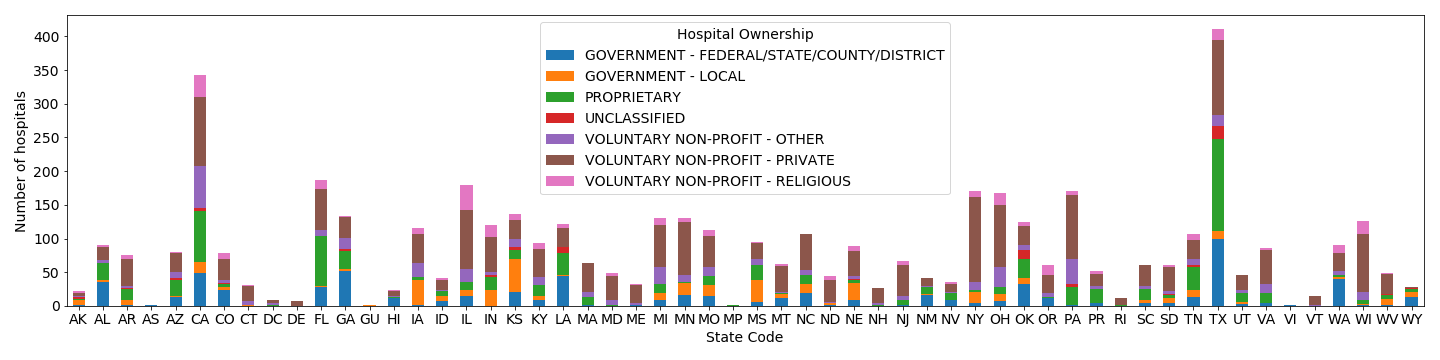 Hospital Ownership
GOVERNMENT - FEDERAL/STATE/COUNTY/DISTRICT
GOVERNMENT - LOCAL
PROPRIETARY
UNCLASSIFIED
VOLUNTARY NON-PROFIT - OTHER
VOLUNTARY NON-PROFIT - PRIVATE
VOLUNTARY NON-PROFIT - RELIGIOUS
Number of hospitals
400
350
300
250
200
150
100
50
0
AK AL AR AS AZ CA CO CT DC DE FL GA GU HI IA ID IL IN KS KY LA MA MD ME MI MN MO MP MS MT NC ND NE NH NJ NM NV NY OH OK OR PA PR RI SC SD TN TX UT VA VI VT WA WI WV WY
State Code